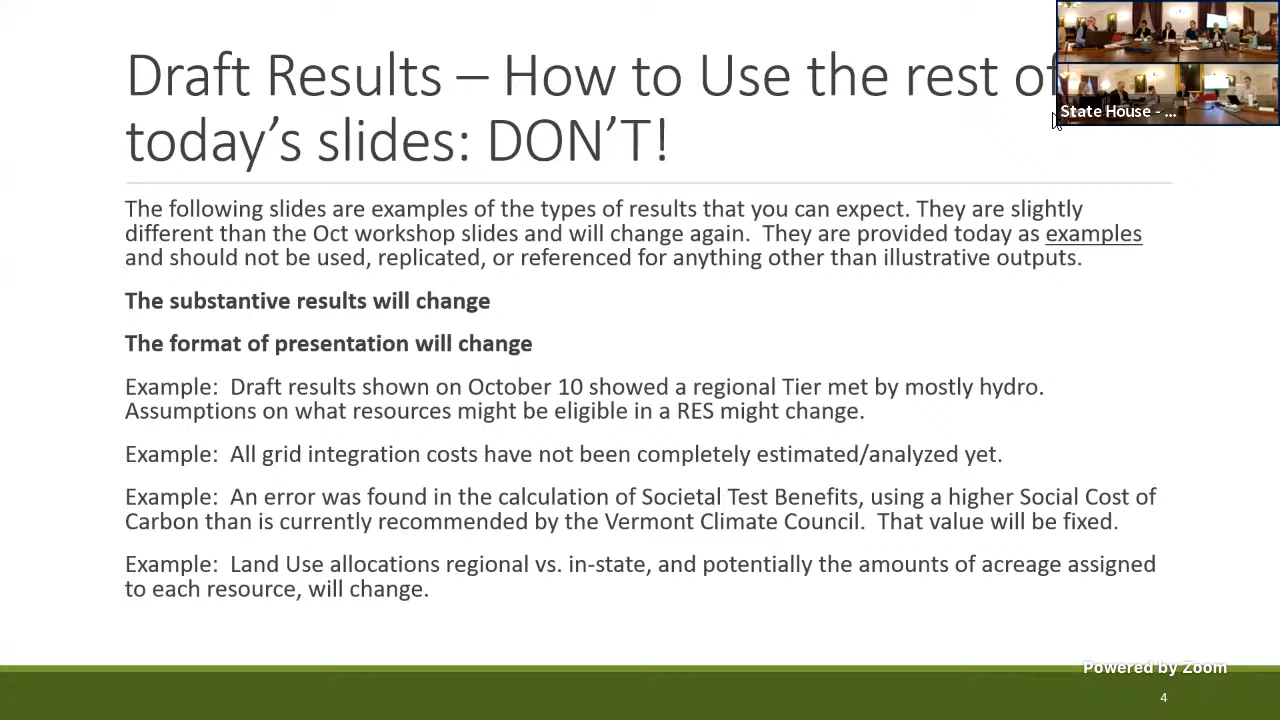 Draft Results – How to Use the rest of
today's slides: DON'T!
State House - ...
The following slides are examples of the types of results that you can expect. They are slightly
different than the Oct workshop slides and will change again.  They are provided today as examples
and should not be used, replicated, or referenced for anything other than illustrative outputs.
The substantive results will change
The format of presentation will change
Example:  Draft results shown on October 10 showed a regional Tier met by mostly hydro.
Assumptions on what resources might be eligible in a RES might change.
Example:  All grid integration costs have not been completely estimated/analyzed yet.
Example:  An error was found in the calculation of Societal Test Benefits, using a higher Social Cost of
Carbon than is currently recommended by the Vermont Climate Council.  That value will be fixed.
Example:  Land Use allocations regional vs. in-state, and potentially the amounts of acreage assigned
to each resource, will change.
Powered by Zoom
4